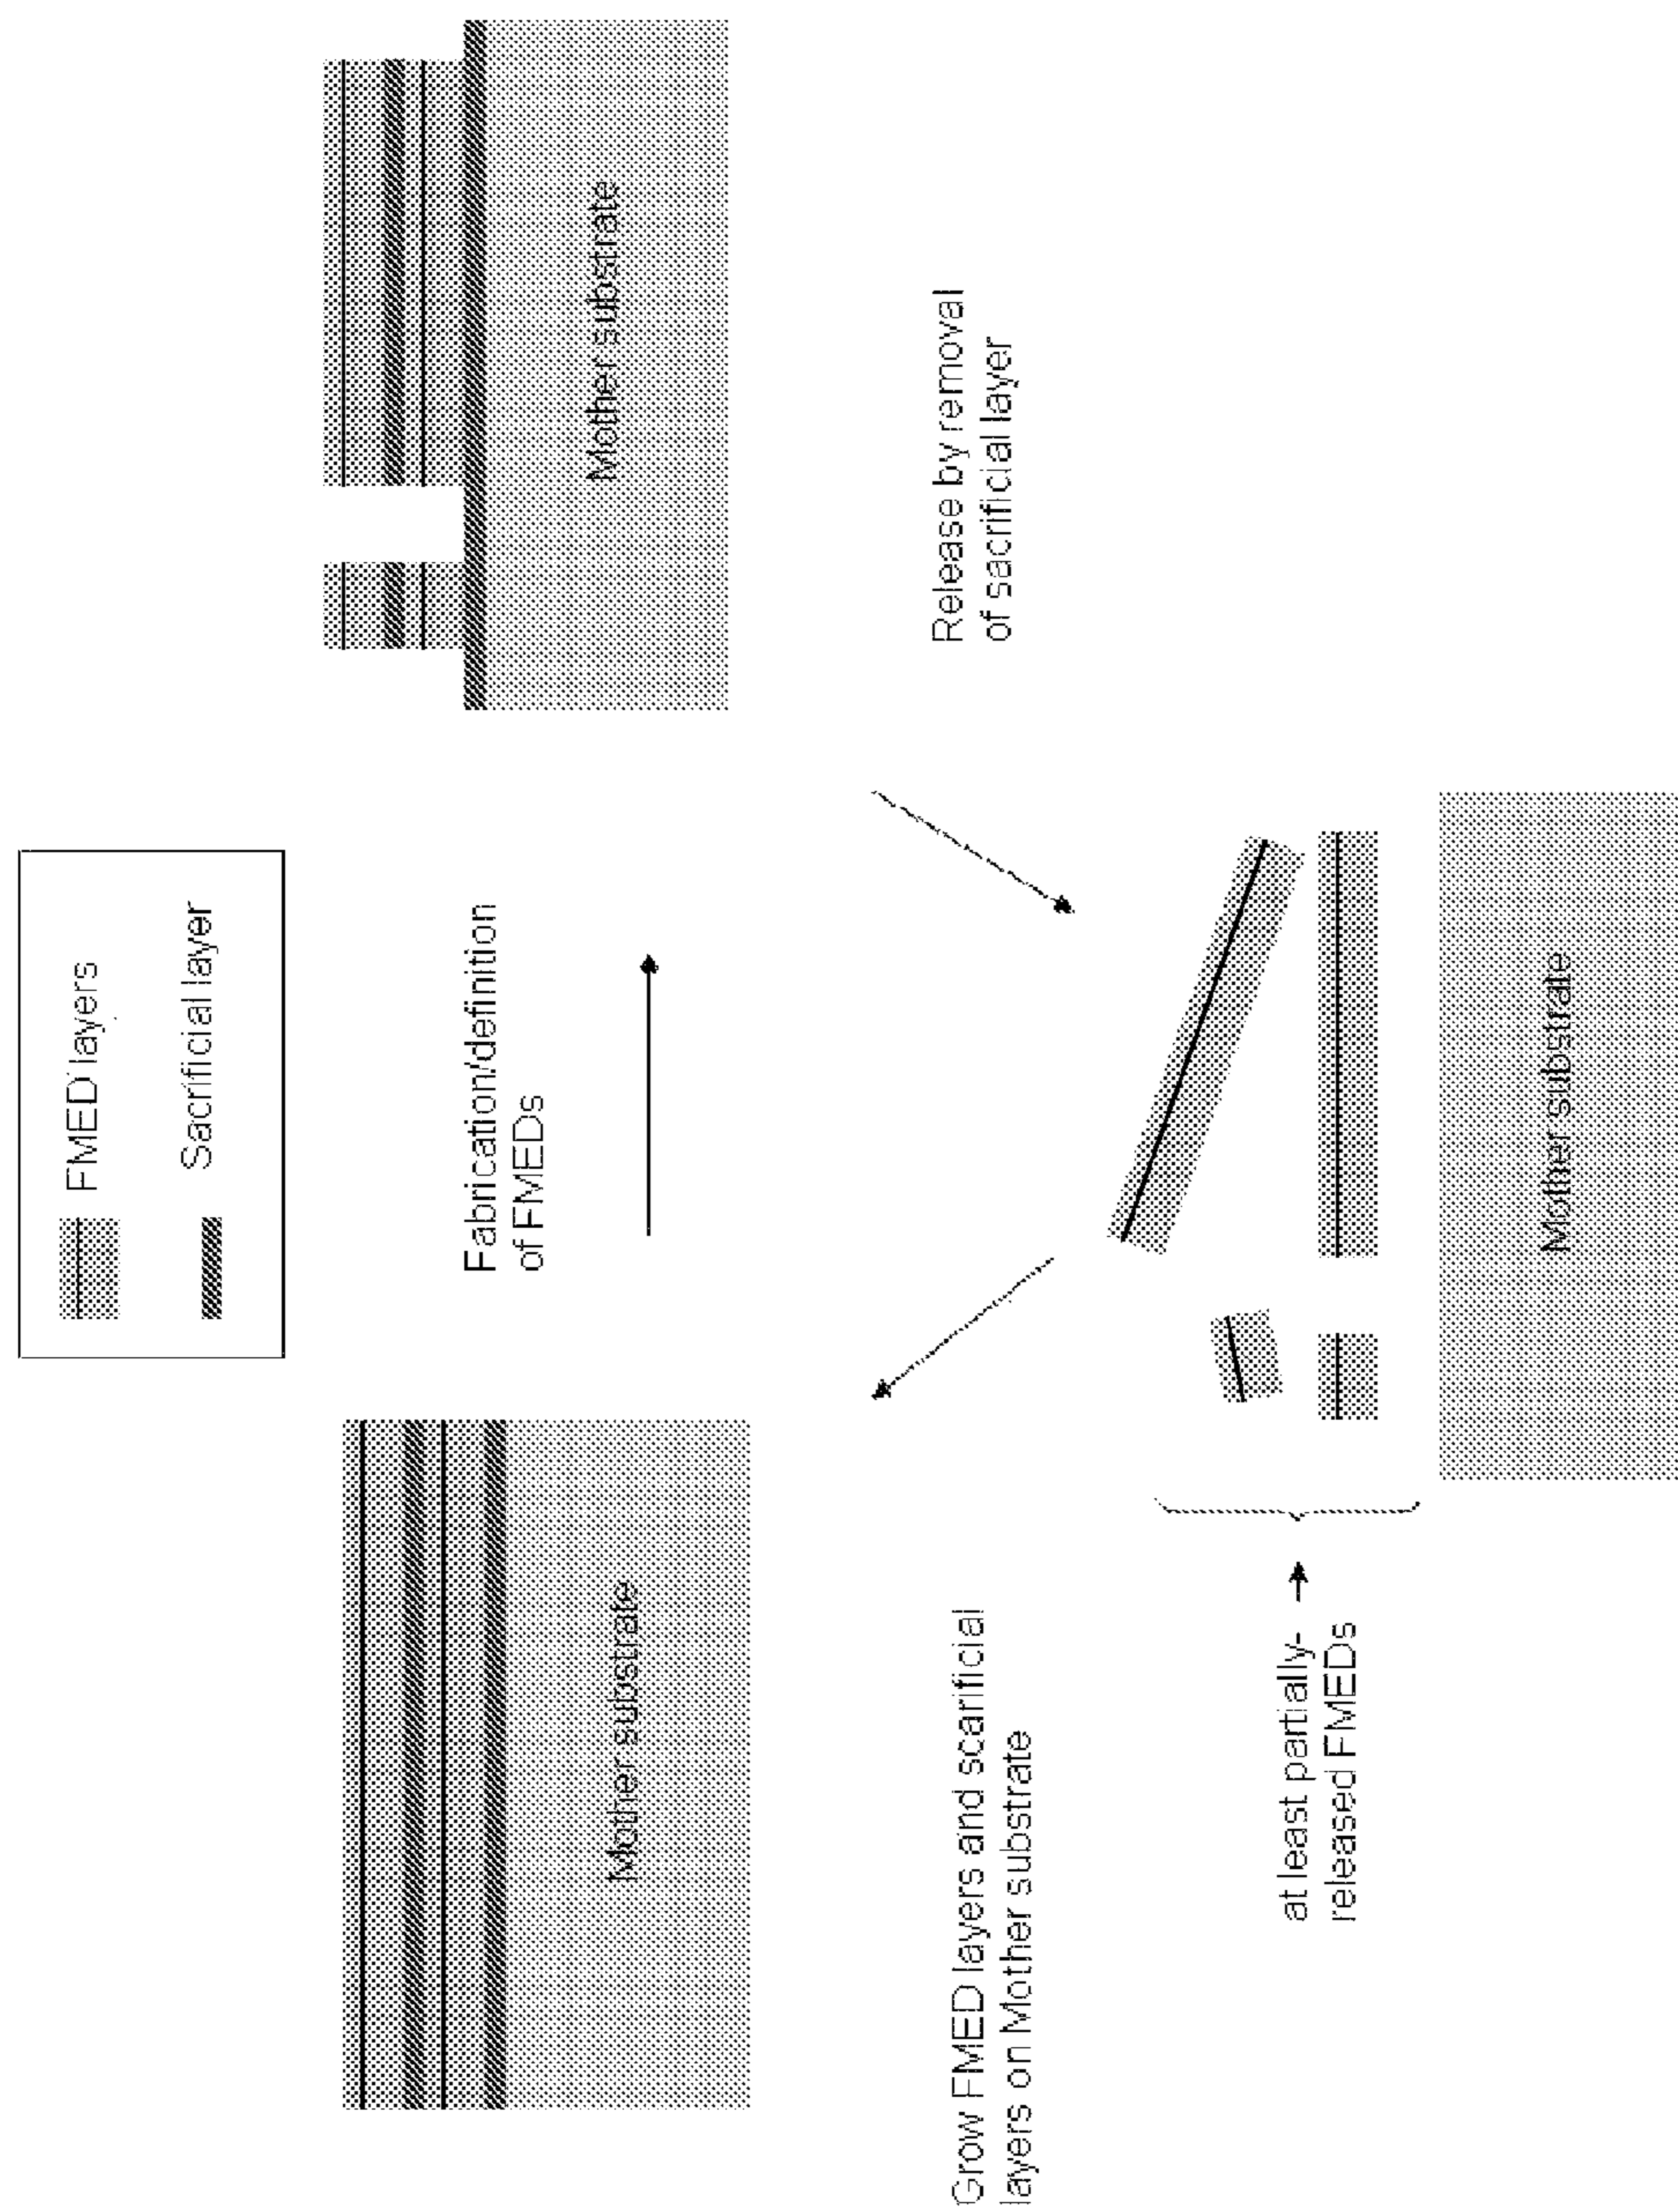 FMED layers
Sacrificial layer
Fabrication/definition
of FMEDs
Mother substrate
Mother substrate
Grow FMED layers and scarificial
layers on Mother substrate
Release by removal
of sacrificial layer
at least partially-
released FMEDs
Mother substrate